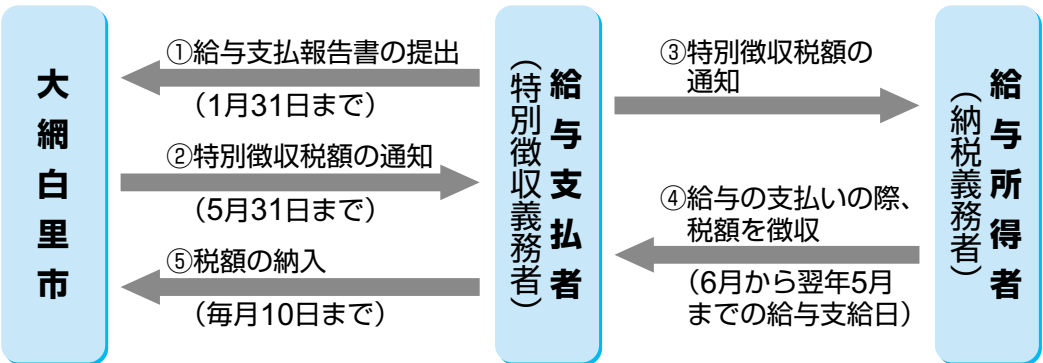 大網白里市
①給与支払報告書の提出
（1月31日まで）
②特別徴収税額の通知
（5月31日まで）
⑤税額の納入
（毎月10日まで）
給与支払者
（特別徴収義務者）
③特別徴収税額の
通知
④給与の支払いの際、
税額を徴収
（6月から翌年5月
までの給与支給日）
給与所得者
（納税義務者）